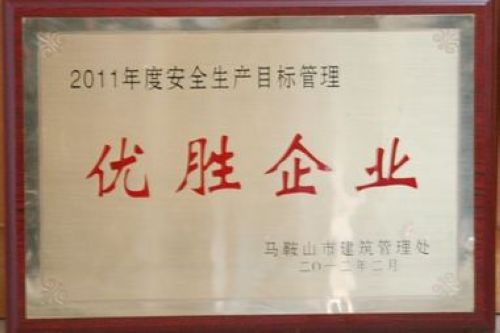 2011年度安全生产目标管理
优胜企业
马鞍山市建筑管理处
二〇一二年二月